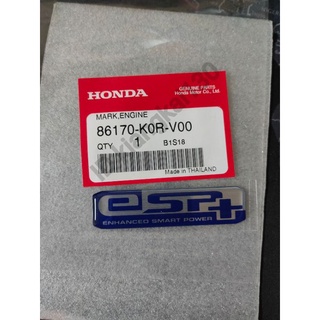 HONDA
GENUINE PARTS
Honda Motor Co., Ltd.
MARK,ENGINE
86170-K0R-V00
QTY 1 B1S16
Made in THAILAND
eSP+
ENHANCED SMART POWER